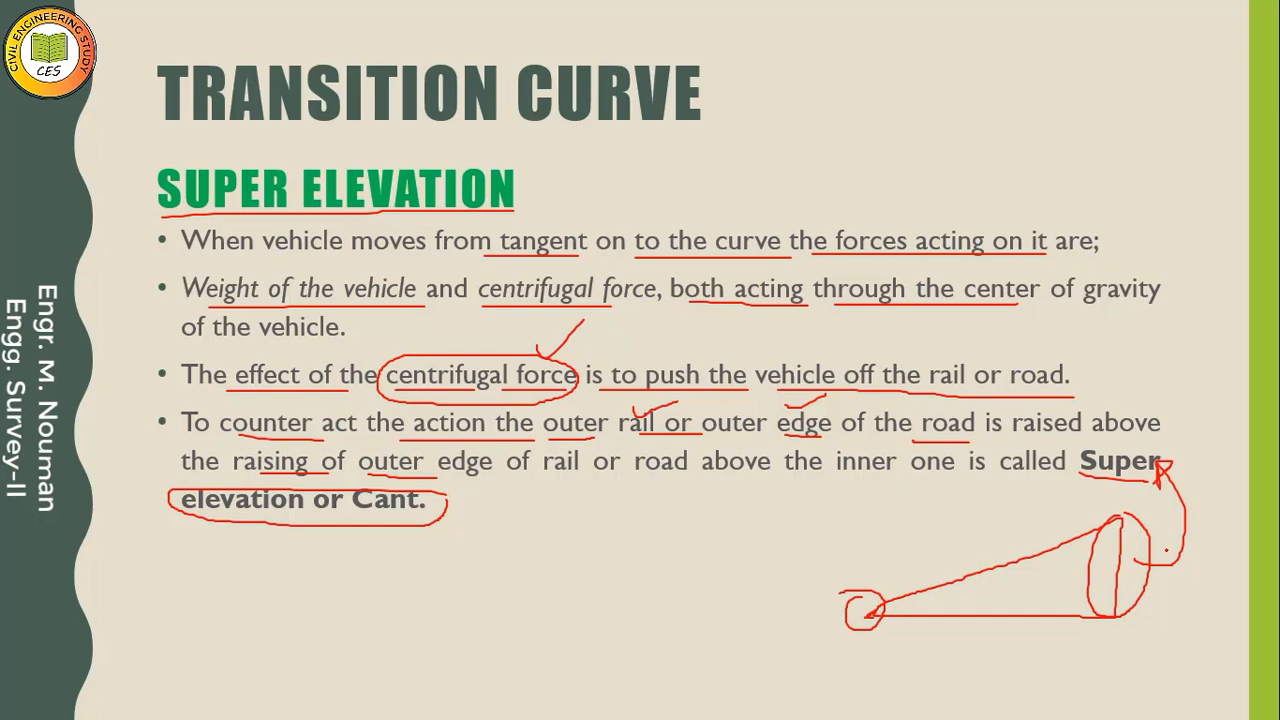 CIVIL ENGINEERING STUDY
CES
TRANSITION CURVE
SUPER ELEVATION
• When vehicle moves from tangent on to the curve the forces acting on it are;
• Weight of the vehicle and centrifugal force, both acting through the center of gravity
of the vehicle.
• The effect of the centrifugal force is to push the vehicle off the rail or road.
• To counter act the action the outer rail or outer edge of the road is raised above
the raising of outer edge of rail or road above the inner one is called Super
elevation or Cant.
Engr. M. Nouman
Engg. Survey-II